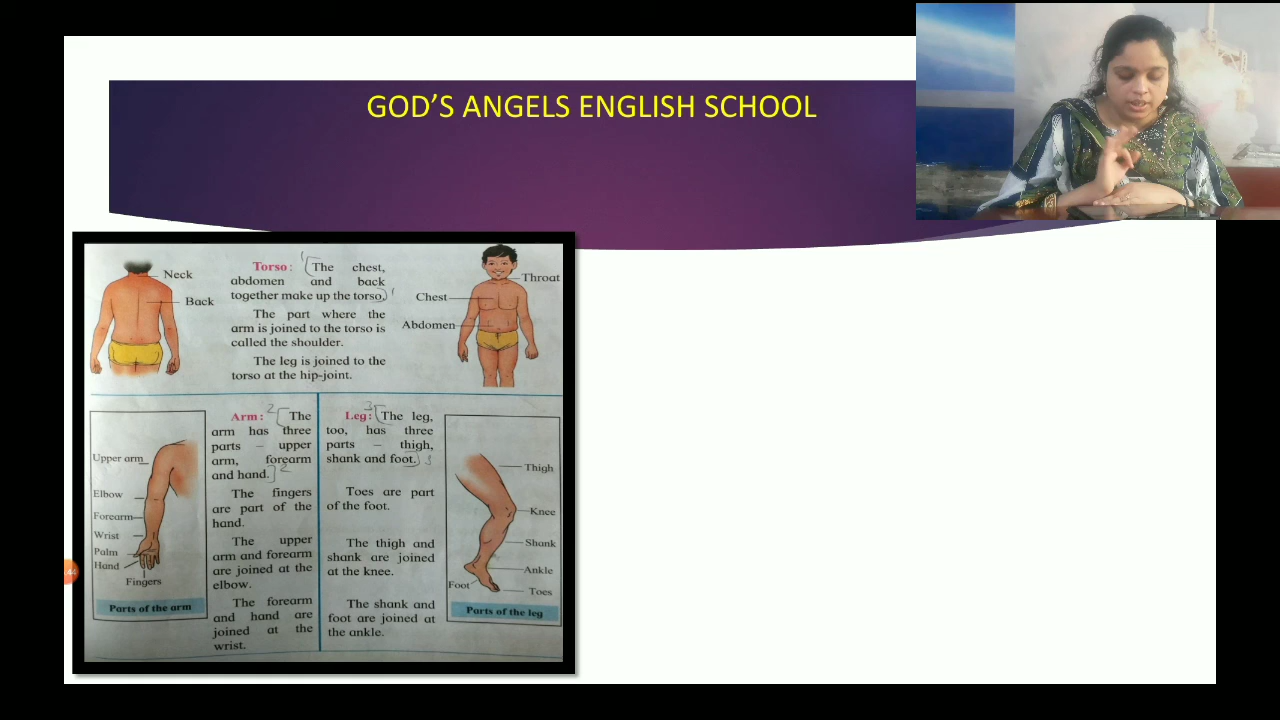 GOD'S ANGELS ENGLISH SCHOOL
Neck
Back
Torso: 1 [The chest,
abdomen and back
together make up the torso.] 1
The part where the
arm is joined to the torso is
called the shoulder.
The leg is joined to the
torso at the hip-joint.
Throat
Chest
Abdomen
Upper arm
Elbow
Forearm
Wrist
Palm
Hand
Fingers
Parts of the arm
Arm: 2 [The
arm has three
parts – upper
arm, forearm
and hand.] 2
The fingers
are part of the
hand.
The upper
arm and forearm
are joined at the
elbow.
The forearm
and hand are
joined at the
wrist.
Leg: 3 [The leg,
too, has three
parts – thigh,
shank and foot.] 3
Toes are part
of the foot.
The thigh and
shank are joined
at the knee.
The shank and
foot are joined at
the ankle.
Thigh
Knee
Shank
Ankle
Foot
Toes
Parts of the leg
:44